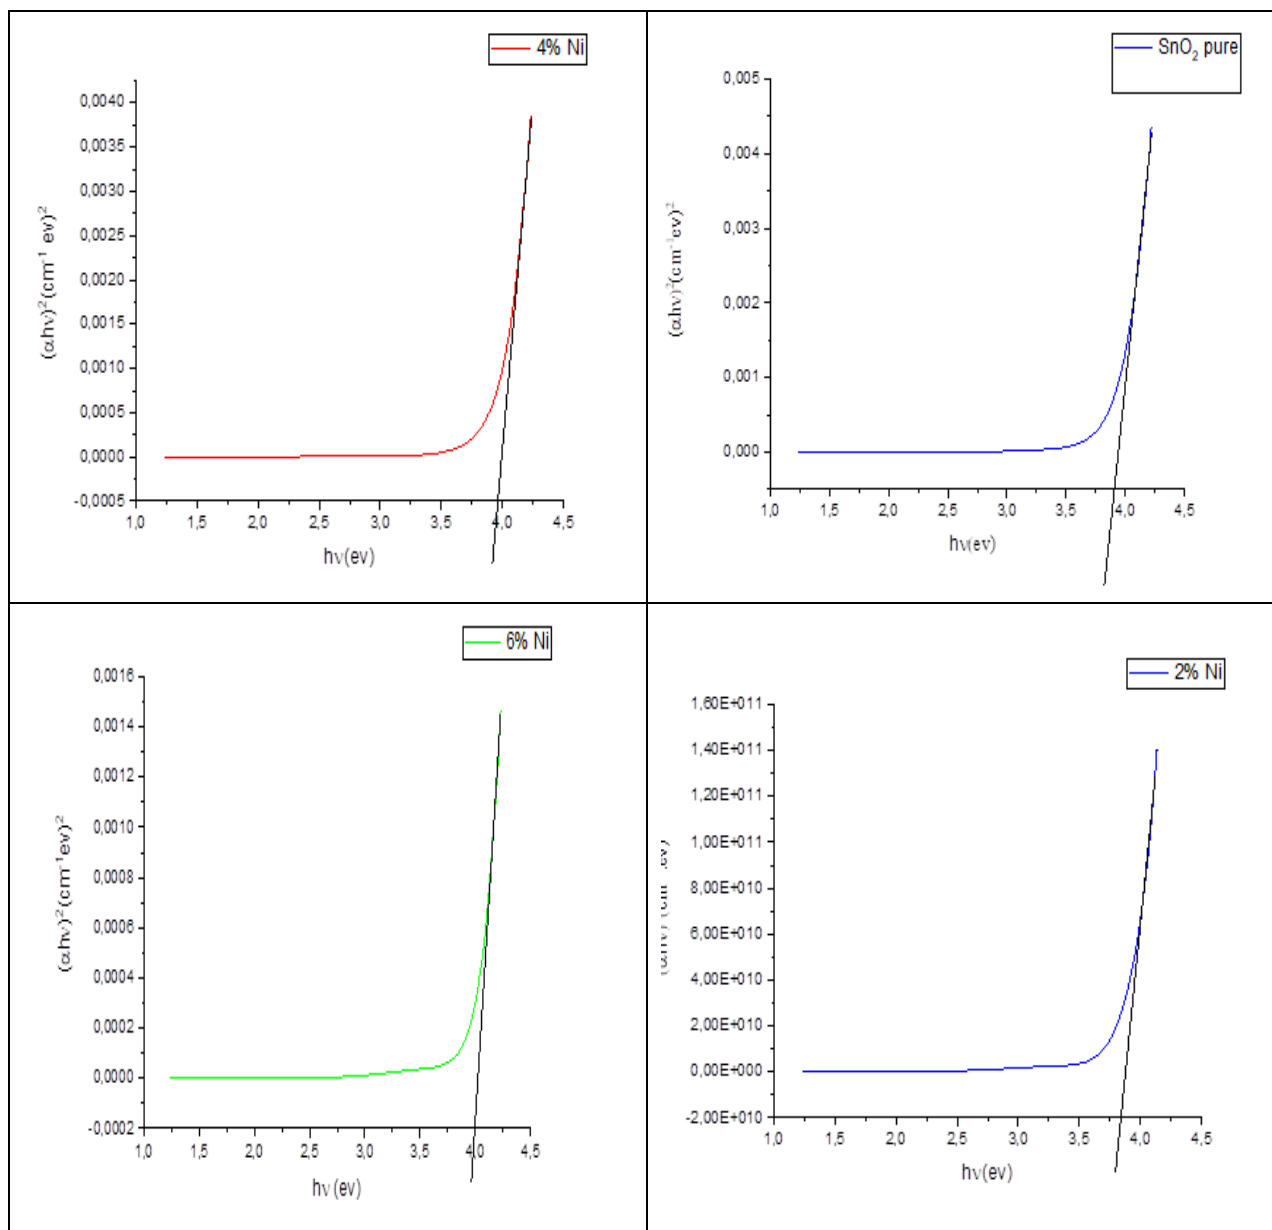 4% Ni
0,0040
0,0035
0,0030
0,0025
0,0020
0,0015
0,0010
0,0005
0,0000
-0,0005
(αhν)²(cm⁻¹ ev)²
1,0 1,5 2,0 2,5 3,0 3,5 4,0 4,5
hν(ev)
SnO₂ pure
0,005
0,004
0,003
0,002
0,001
0,000
(αhν)²(cm⁻¹ev)²
1,0 1,5 2,0 2,5 3,0 3,5 4,0 4,5
hν(ev)
6% Ni
0,0016
0,0014
0,0012
0,0010
0,0008
0,0006
0,0004
0,0002
0,0000
-0,0002
(αhν)²(cm⁻¹ev)²
1,0 1,5 2,0 2,5 3,0 3,5 4,0 4,5
hν(ev)
2% Ni
1,60E+011
1,40E+011
1,20E+011
1,00E+011
8,00E+010
6,00E+010
4,00E+010
2,00E+010
0,00E+000
-2,00E+010
1,0 1,5 2,0 2,5 3,0 3,5 4,0 4,5
hν(ev)